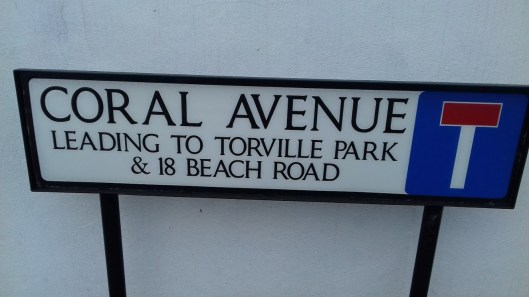 CORAL AVENUE
LEADING TO TORVILLE PARK
& 18 BEACH ROAD